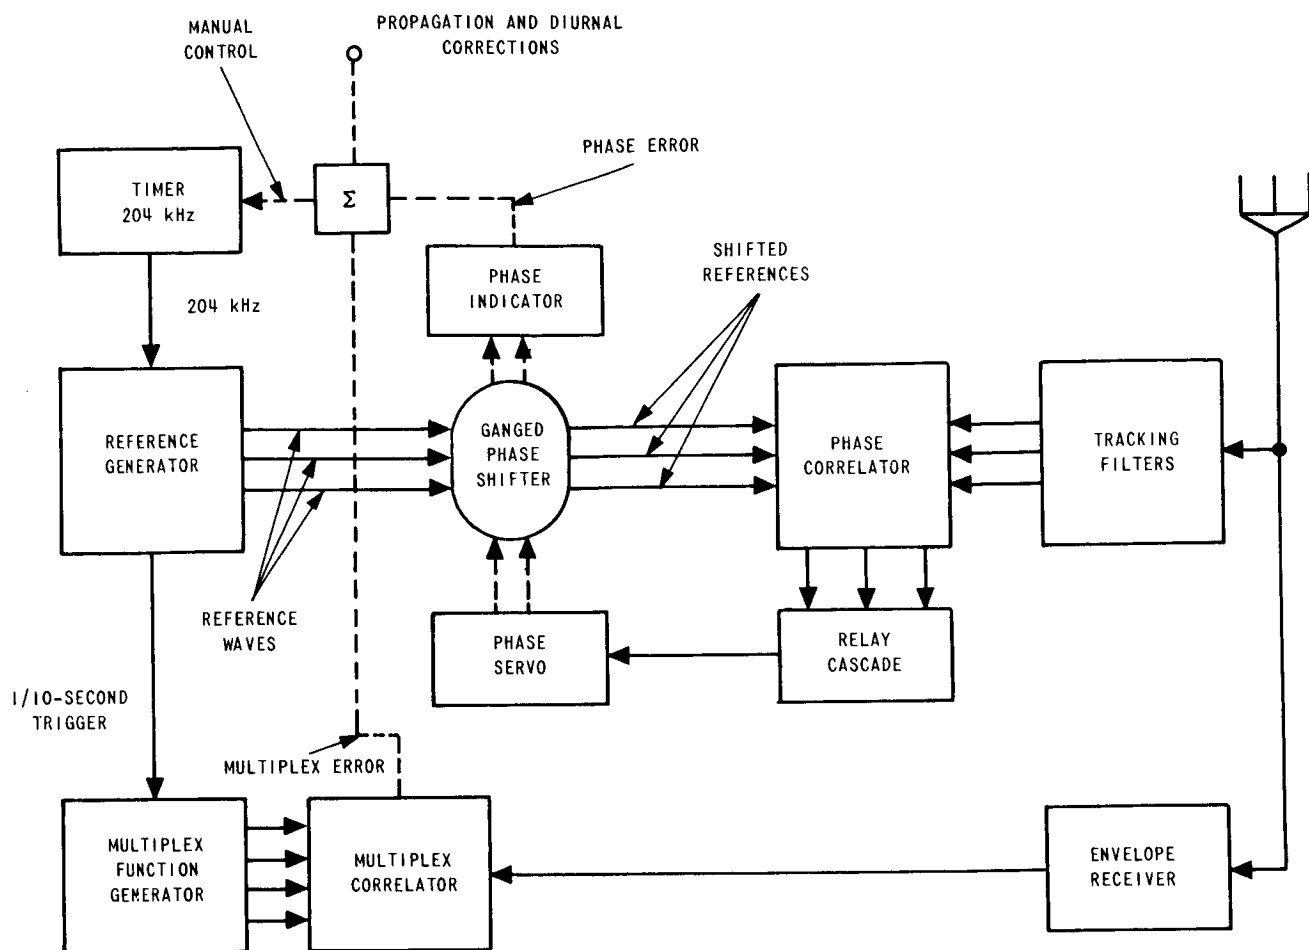 MANUAL
CONTROL
PROPAGATION AND DIURNAL
CORRECTIONS
PHASE ERROR
TIMER
204 kHz
Σ
204 kHz
PHASE
INDICATOR
SHIFTED
REFERENCES
REFERENCE
GENERATOR
GANGED
PHASE
SHIFTER
PHASE
CORRELATOR
TRACKING
FILTERS
REFERENCE
WAVES
PHASE
SERVO
RELAY
CASCADE
1/10-SECOND
TRIGGER
MULTIPLEX ERROR
MULTIPLEX
FUNCTION
GENERATOR
MULTIPLEX
CORRELATOR
ENVELOPE
RECEIVER